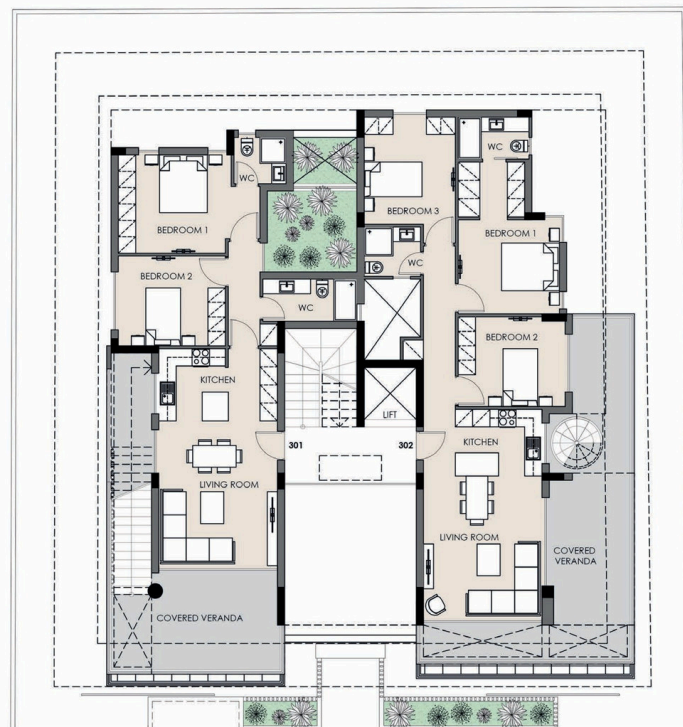 WC
WC
BEDROOM 1
BEDROOM 3
BEDROOM 1
BEDROOM 2
WC
WC
BEDROOM 2
KITCHEN
LIFT
301
302
KITCHEN
LIVING ROOM
LIVING ROOM
COVERED
VERANDA
COVERED VERANDA